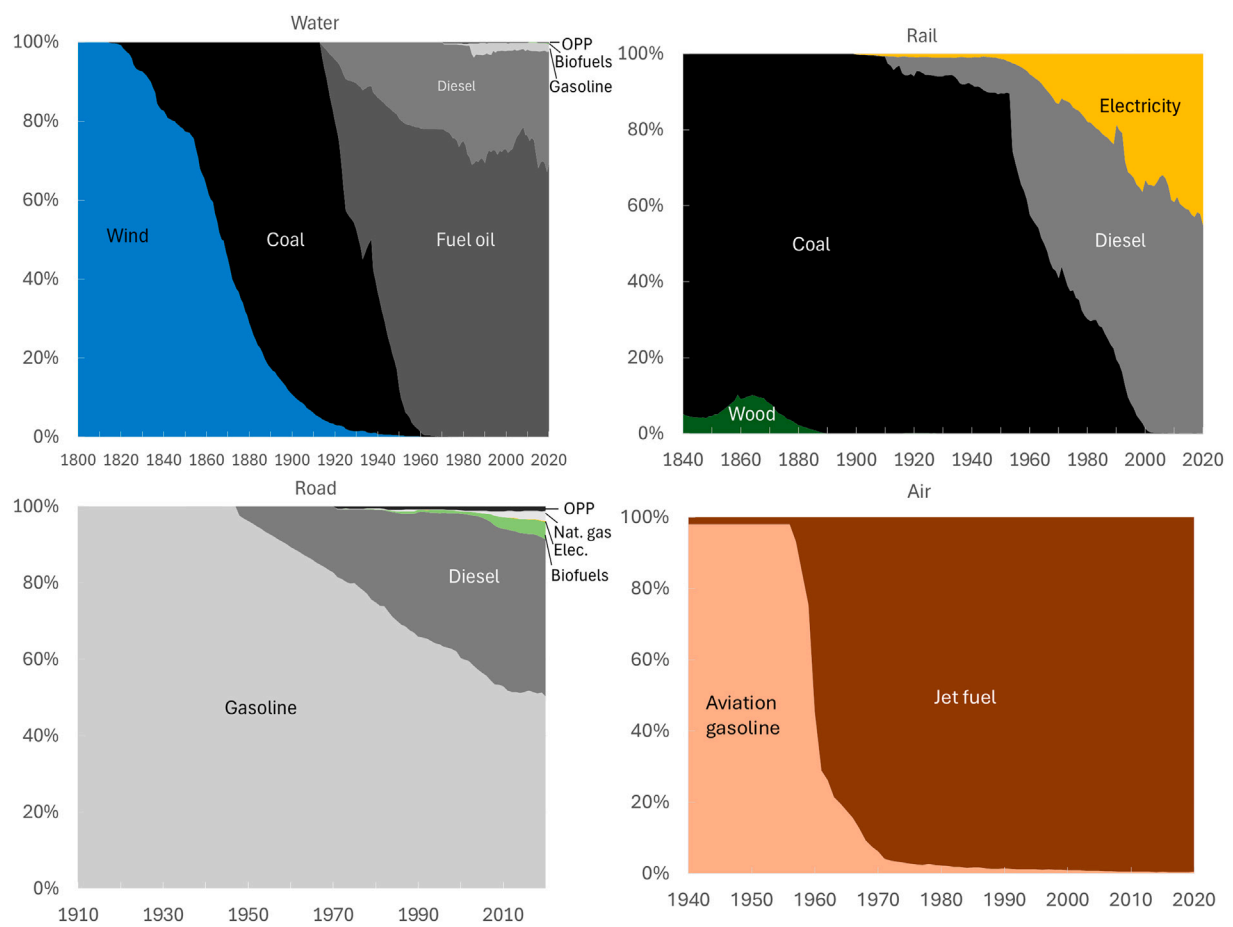 Water
100%
80%
60%
40%
20%
0%
OPP
Biofuels
Gasoline
Diesel
Wind
Coal
Fuel oil
1800 1820 1840 1860 1880 1900 1920 1940 1960 1980 2000 2020
Rail
100%
80%
60%
40%
20%
0%
Electricity
Coal
Diesel
Wood
1840 1860 1880 1900 1920 1940 1960 1980 2000 2020
Road
100%
80%
60%
40%
20%
0%
OPP
Nat. gas
Elec.
Biofuels
Diesel
Gasoline
1910 1930 1950 1970 1990 2010
Air
100%
80%
60%
40%
20%
0%
Aviation
gasoline
Jet fuel
1940 1950 1960 1970 1980 1990 2000 2010 2020